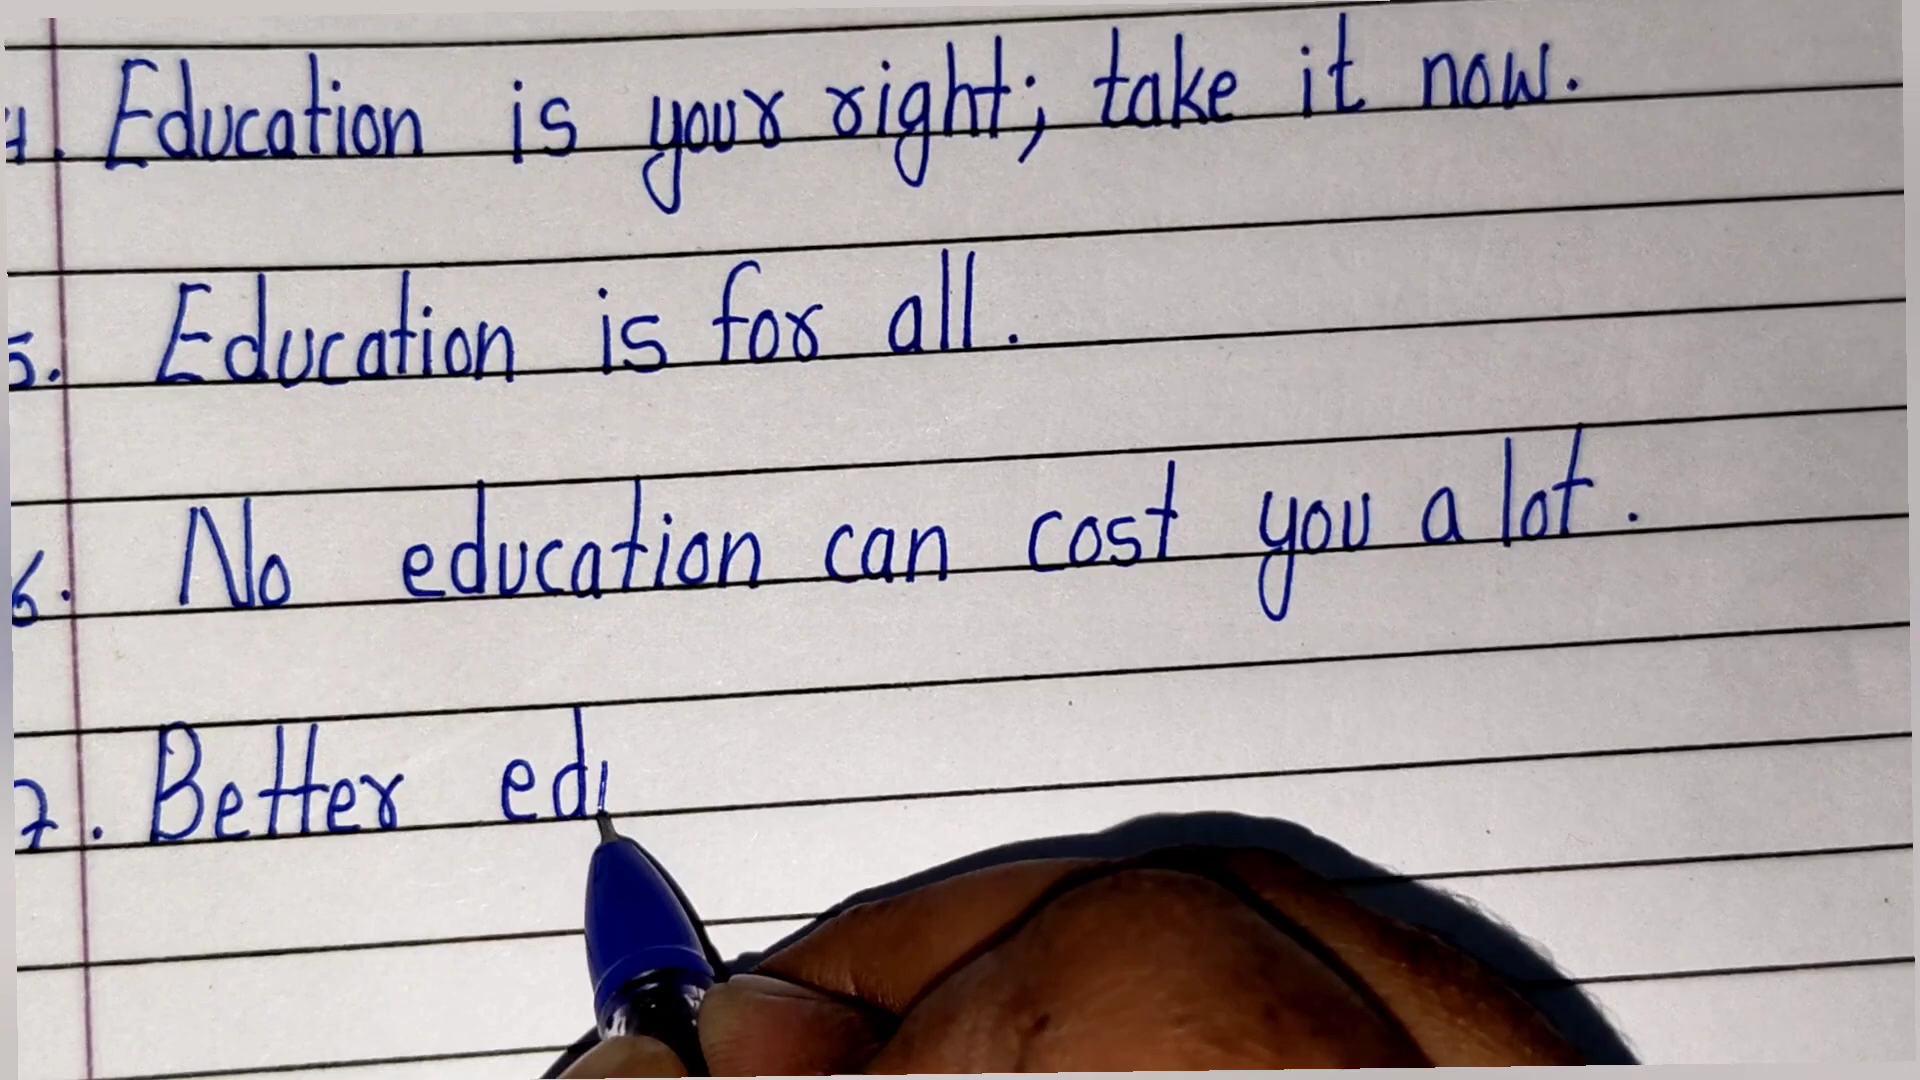 4. Education is your right; take it now.
5. Education is for all.
6. No education can cost you a lot.
7. Better ed